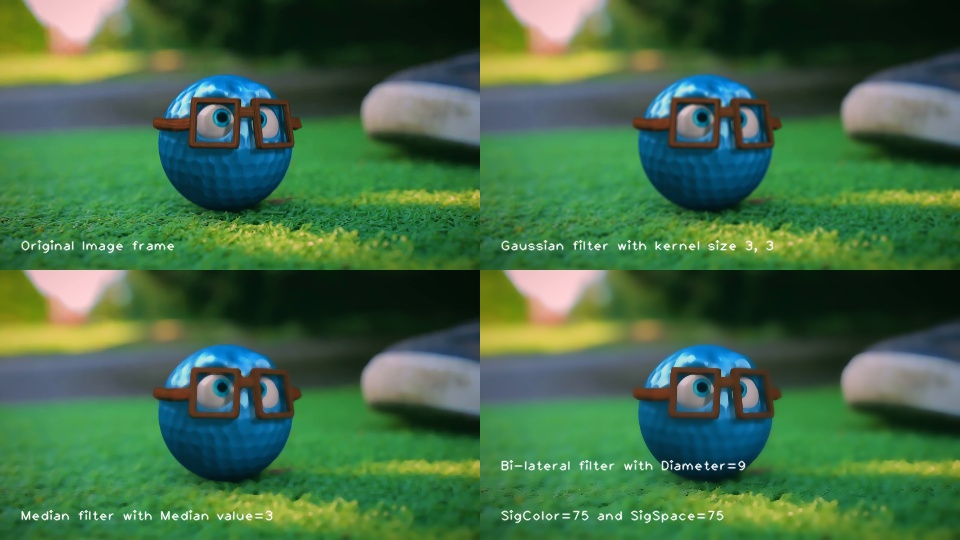 Original Image frame
Gaussian filter with kernel size 3, 3
Median filter with Median value=3
Bi-lateral filter with Diameter=9
SigColor=75 and SigSpace=75